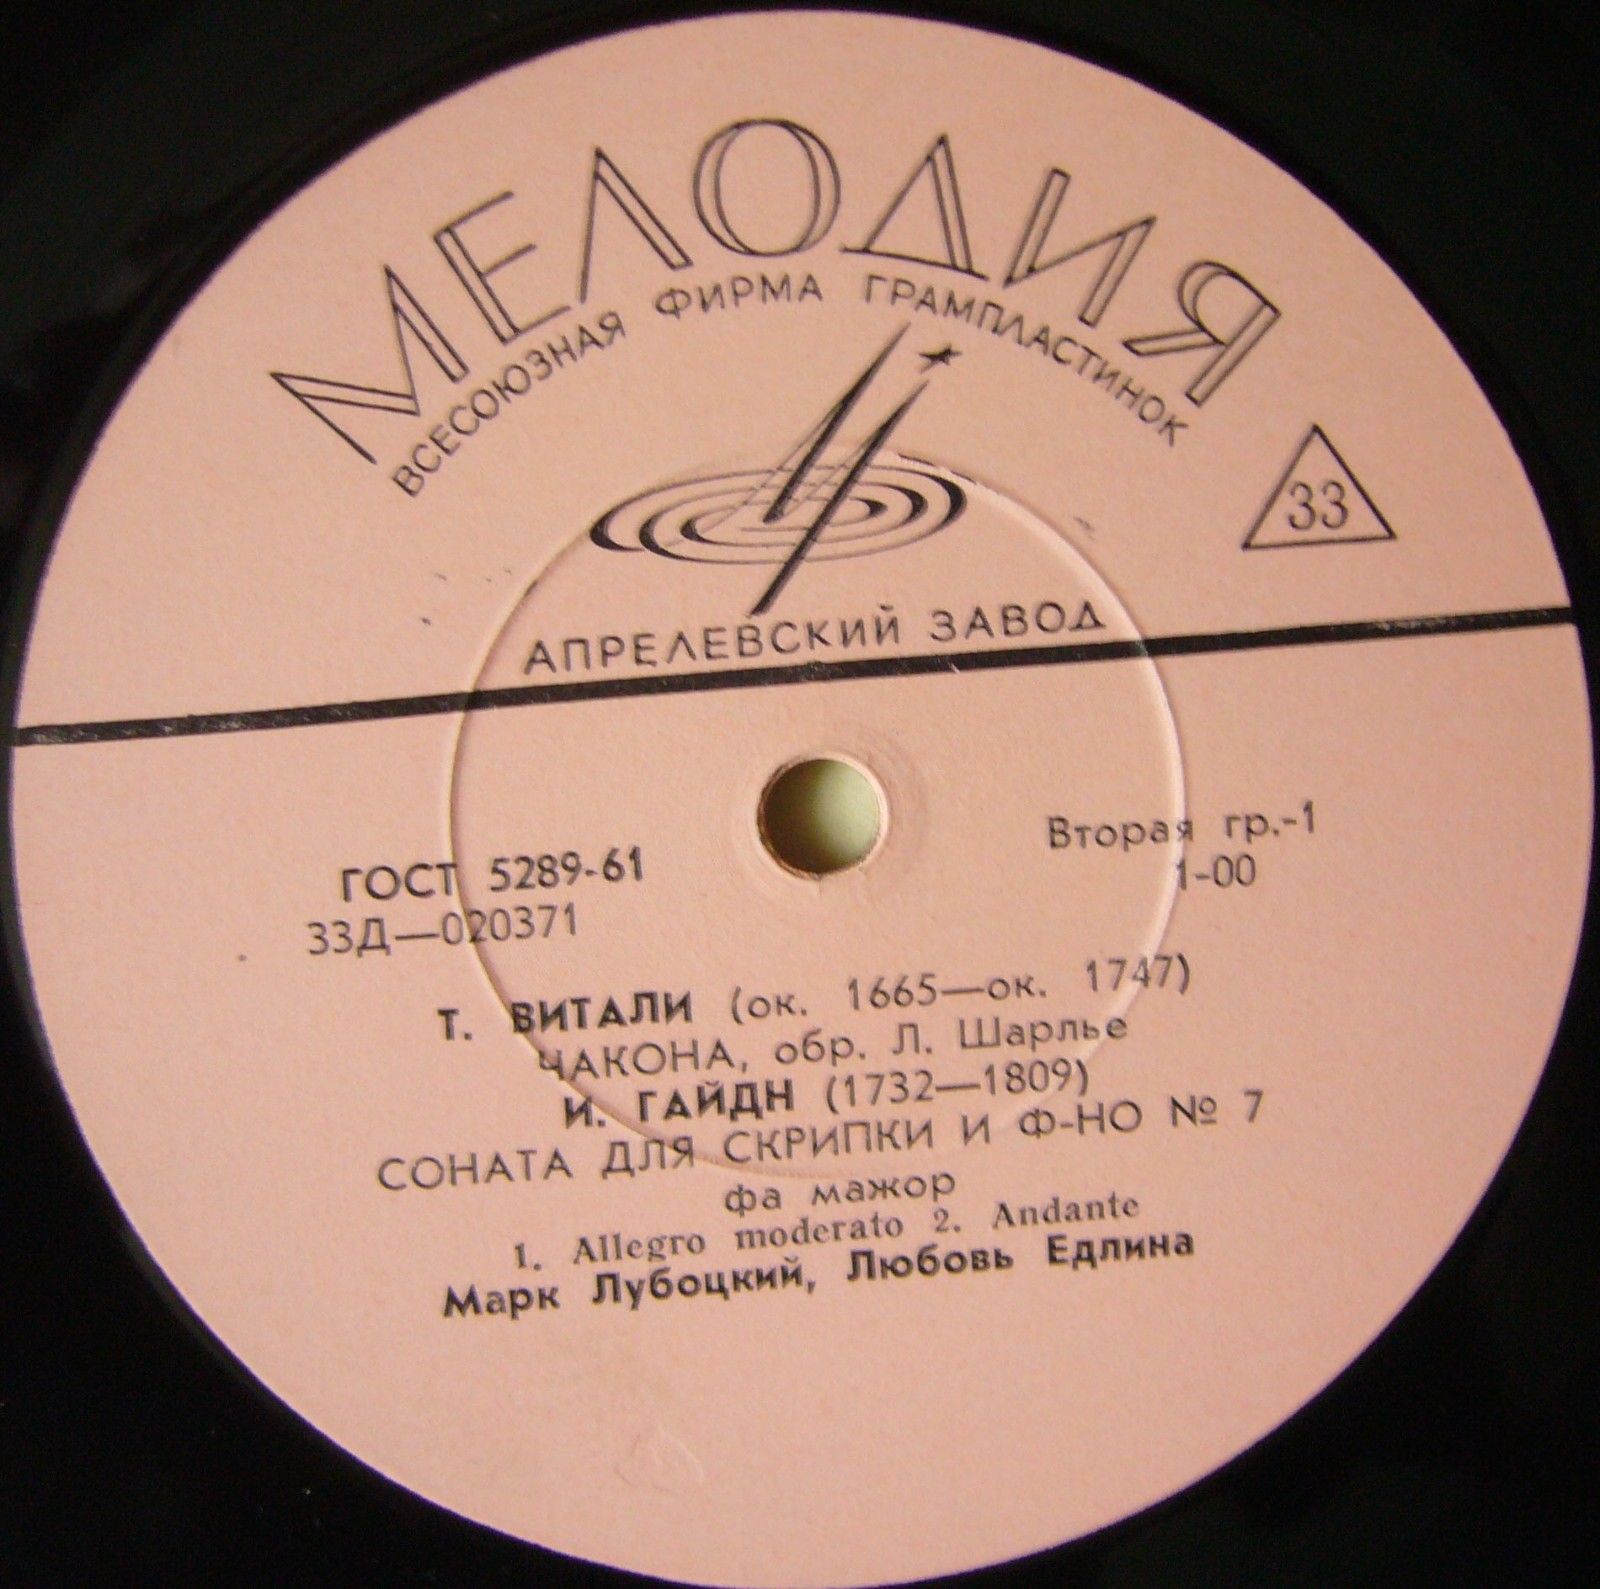 МЕЛОДИЯ
ВСЕСОЮЗНАЯ ФИРМА ГРАМПЛАСТИНОК
33
АПРЕЛЕВСКИЙ ЗАВОД
ГОСТ 5289-61
33Д—020371
Вторая гр.-1
1-00
Т. ВИТАЛИ (ок. 1665—ок. 1747)
ЧАКОНА, обр. Л. Шарлье
И. ГАЙДН (1732—1809)
СОНАТА ДЛЯ СКРИПКИ И Ф-НО № 7
фа мажор
1. Allegro moderato 2. Andante
Марк Лубоцкий, Любовь Едлина